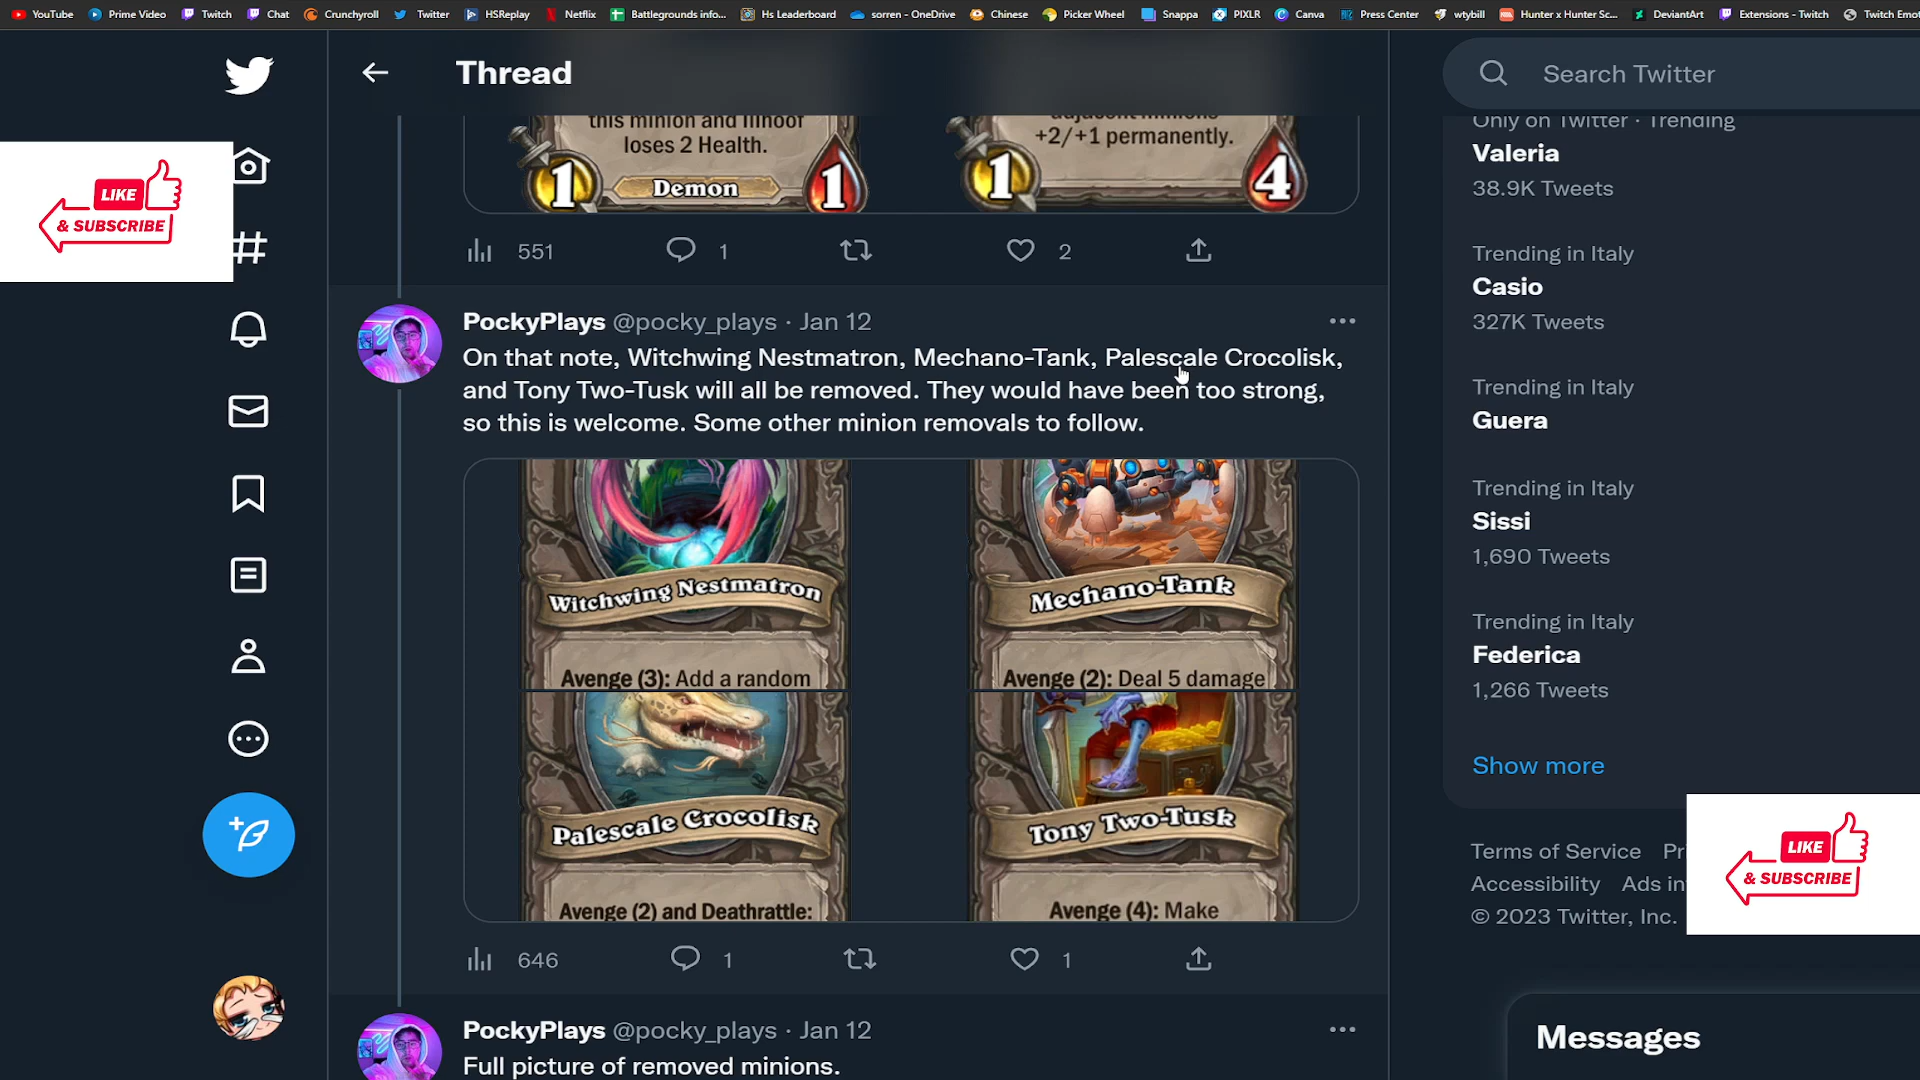 YouTube Prime Video Twitch Chat Crunchyroll Twitter HSReplay Netflix Battlegrounds info... Hs Leaderboard sorren - OneDrive Chinese Picker Wheel Snappa PIXLR Canva Press Center wtybill Hunter x Hunter Sc... DeviantArt Extensions - Twitch Twitch Emot
Thread
Search Twitter
this minion and Illhoof
loses 2 Health.
1
Demon
1
adjacent minions
+2/+1 permanently.
1
4
551 1 2
LIKE
& SUBSCRIBE
PockyPlays @pocky_plays · Jan 12
On that note, Witchwing Nestmatron, Mechano-Tank, Palescale Crocolisk,
and Tony Two-Tusk will all be removed. They would have been too strong,
so this is welcome. Some other minion removals to follow.
Witchwing Nestmatron
Avenge (3): Add a random
Mechano-Tank
Avenge (2): Deal 5 damage
Palescale Crocolisk
Avenge (2) and Deathrattle:
Tony Two-Tusk
Avenge (4): Make
646 1 1
PockyPlays @pocky_plays · Jan 12
Full picture of removed minions.
Only on Twitter · Trending
Valeria
38.9K Tweets
Trending in Italy
Casio
327K Tweets
Trending in Italy
Guera
Trending in Italy
Sissi
1,690 Tweets
Trending in Italy
Federica
1,266 Tweets
Show more
Terms of Service Pr
Accessibility Ads in
© 2023 Twitter, Inc.
LIKE
& SUBSCRIBE
Messages